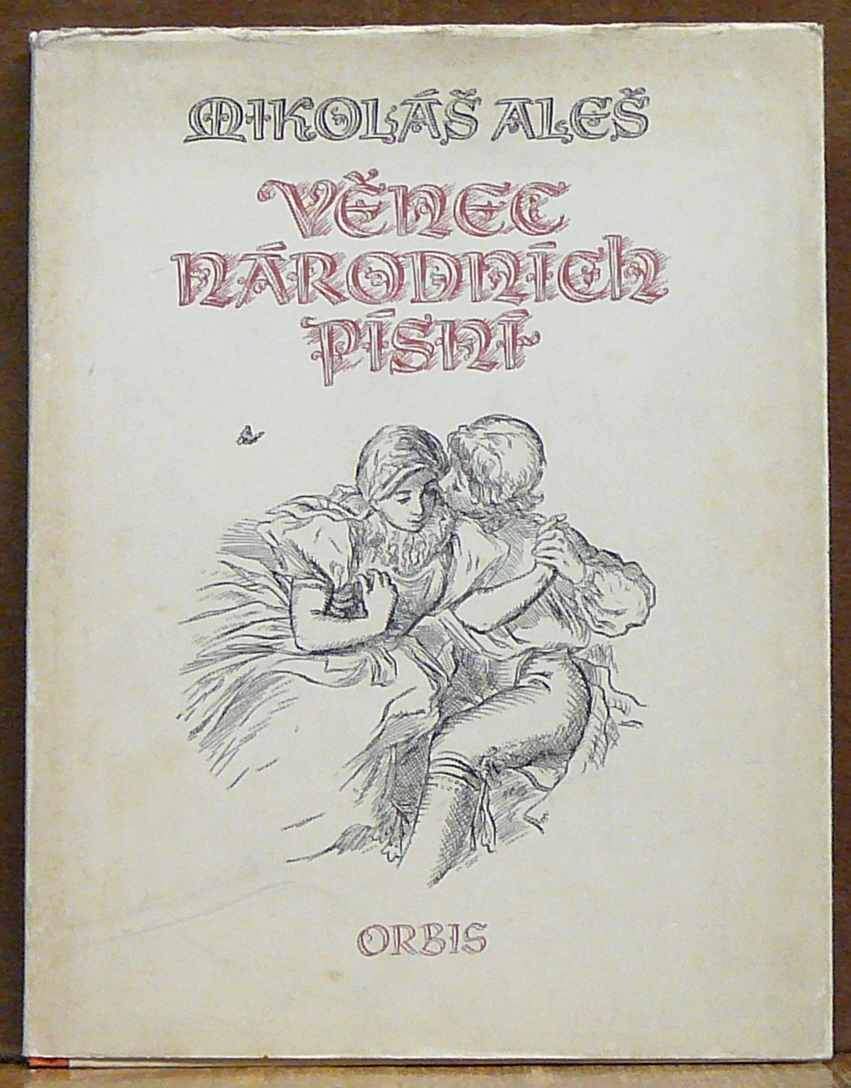 MIKOLÁŠ ALEŠ
VĚNEC
NÁRODNÍCH
PÍSNÍ
ORBIS